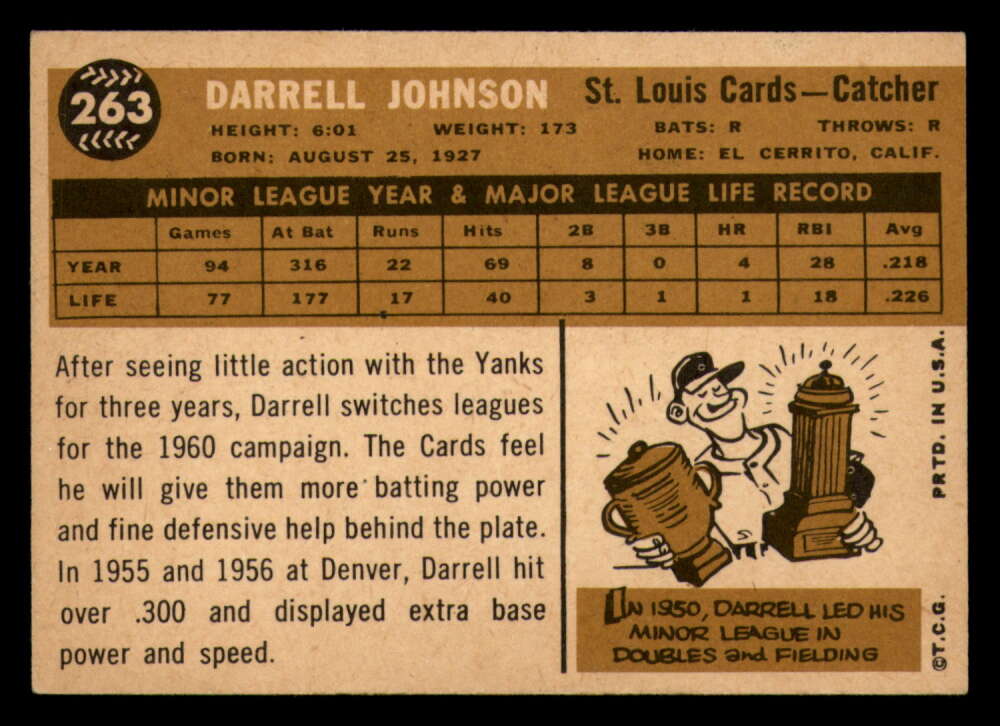 263
DARRELL JOHNSON St. Louis Cards—Catcher
HEIGHT: 6:01 WEIGHT: 173 BATS: R THROWS: R
BORN: AUGUST 25, 1927 HOME: EL CERRITO, CALIF.
MINOR LEAGUE YEAR & MAJOR LEAGUE LIFE RECORD
Games At Bat Runs Hits 2B 3B HR RBI Avg
YEAR 94 316 22 69 8 0 4 28 .218
LIFE 77 177 17 40 3 1 1 18 .226
After seeing little action with the Yanks
for three years, Darrell switches leagues
for the 1960 campaign. The Cards feel
he will give them more batting power
and fine defensive help behind the plate.
In 1955 and 1956 at Denver, Darrell hit
over .300 and displayed extra base
power and speed.
IN 1950, DARRELL LED HIS
MINOR LEAGUE IN
DOUBLES and FIELDING
©T.C.G. PRTD. IN U.S.A.